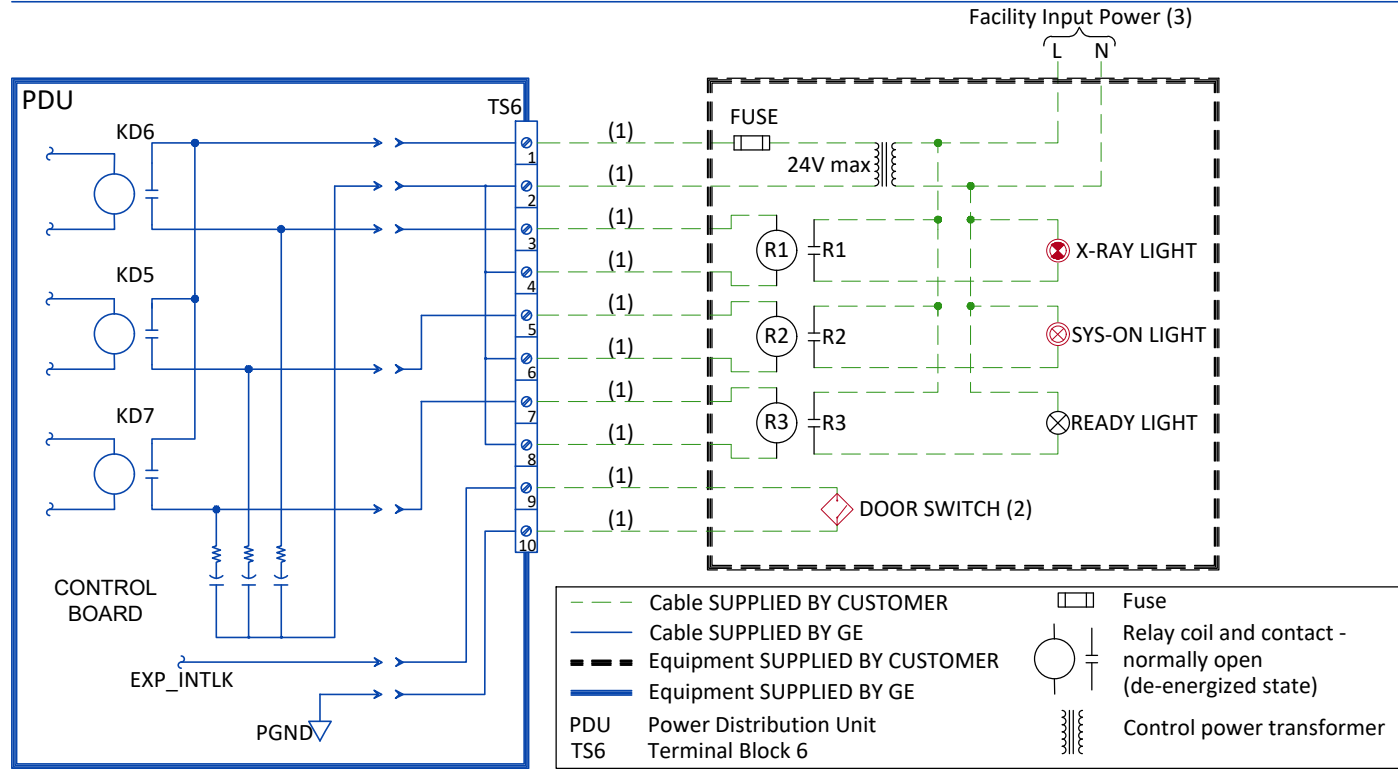 Facility Input Power (3)
L N
PDU
TS6
KD6
KD5
KD7
CONTROL
BOARD
EXP_INTLK
PGND
1
2
3
4
5
6
7
8
9
10
(1)
(1)
(1)
(1)
(1)
(1)
(1)
(1)
(1)
(1)
FUSE
24V max
R1 R1
X-RAY LIGHT
R2 R2
SYS-ON LIGHT
R3 R3
READY LIGHT
DOOR SWITCH (2)
Cable SUPPLIED BY CUSTOMER
Cable SUPPLIED BY GE
Equipment SUPPLIED BY CUSTOMER
Equipment SUPPLIED BY GE
PDU Power Distribution Unit
TS6 Terminal Block 6
Fuse
Relay coil and contact -
normally open
(de-energized state)
Control power transformer